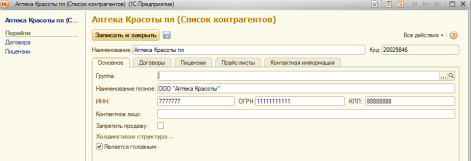 Аптека Красоты пл (Список контрагентов) (1С:Предприятие)
M M+ M-
Аптека Красоты пл (С...
Перейти
Договора
Лицензии
Аптека Красоты пл (Список контрагентов)
Записать и закрыть
Все действия
Наименование: Аптека Красоты пл
Код: 20029846
Основное Договоры Лицензии Прайс-листы Контактная информация
Группа:
Наименование полное: ООО "Аптека Красоты"
ИНН: 7777777 ОГРН: 11111111111 КПП: 88888888
Контактное лицо:
Запретить продажу:
Холдинговая структура
Является головным